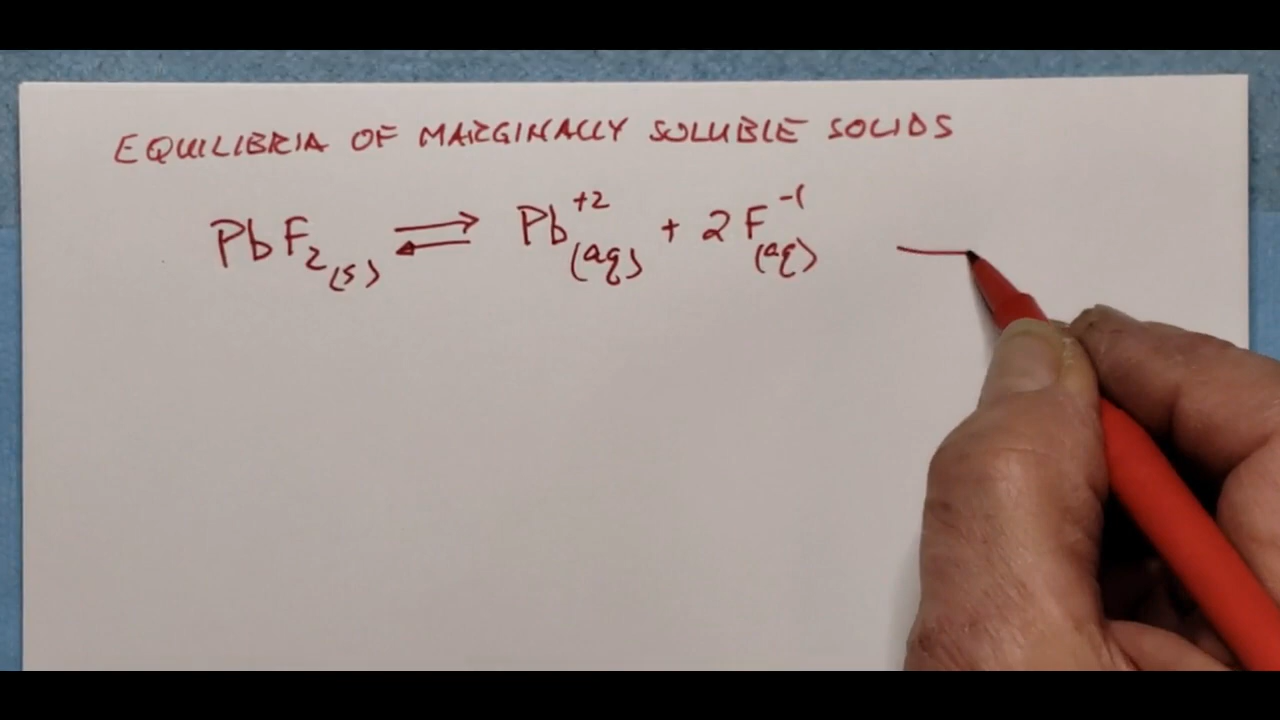 EQUILIBRIA OF MARGINALLY SOLUBLE SOLIDS
PbF₂(s) ⇌ Pb⁺²(aq) + 2F⁻¹(aq)